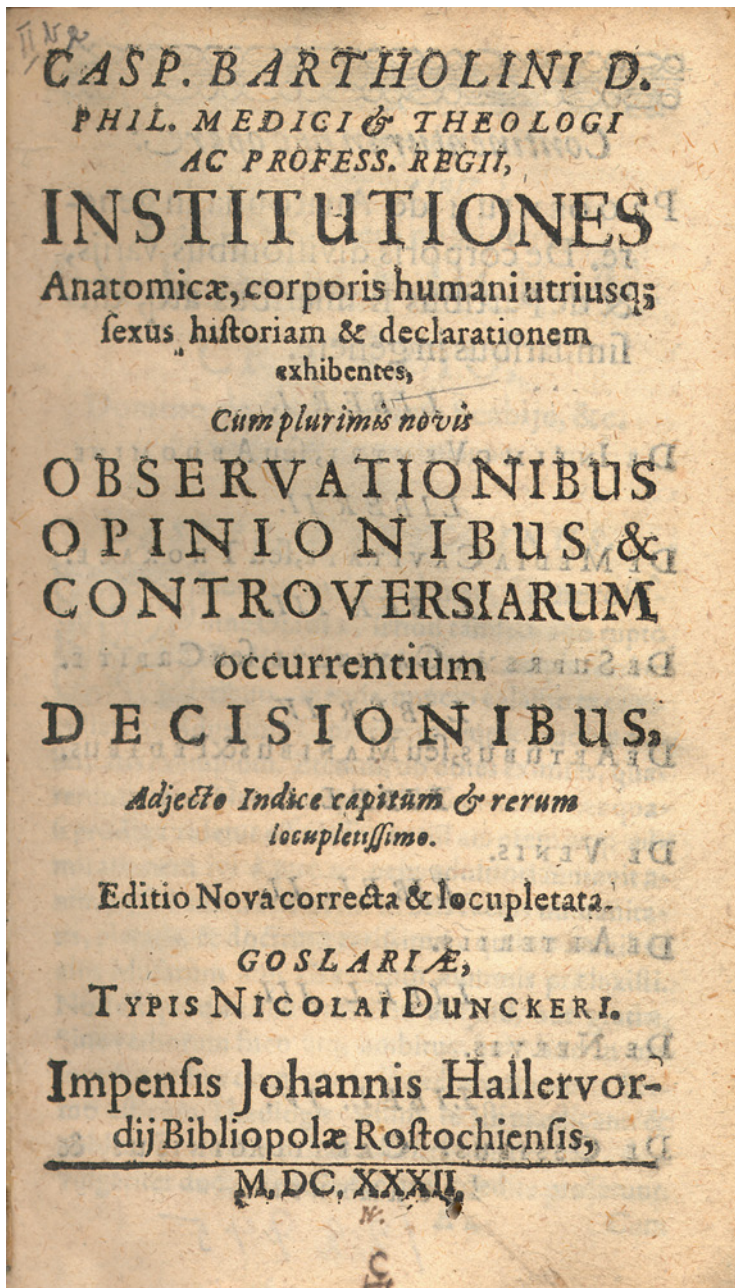 CASP. BARTHOLINI D.
PHIL. MEDICI & THEOLOGI
AC PROFESS. REGII,
INSTITUTIONES
Anatomicæ, corporis humani utriusq;
ſexus hiſtoriam & declarationem
exhibentes,
Cum plurimis novis
OBSERVATIONIBUS
OPINIONIBUS &
CONTROVERSIARUM
occurrentium
DECISIONIBUS,
Adjecto Indice capitum & rerum
locupletiſſimo.
Editio Nova correcta & locupletata.
GOSLARIÆ,
TYPIS NICOLAI DUNCKERI.
Impenſis Johannis Hallervor-
dij Bibliopolæ Roſtochienſis,
M. DC. XXXII.